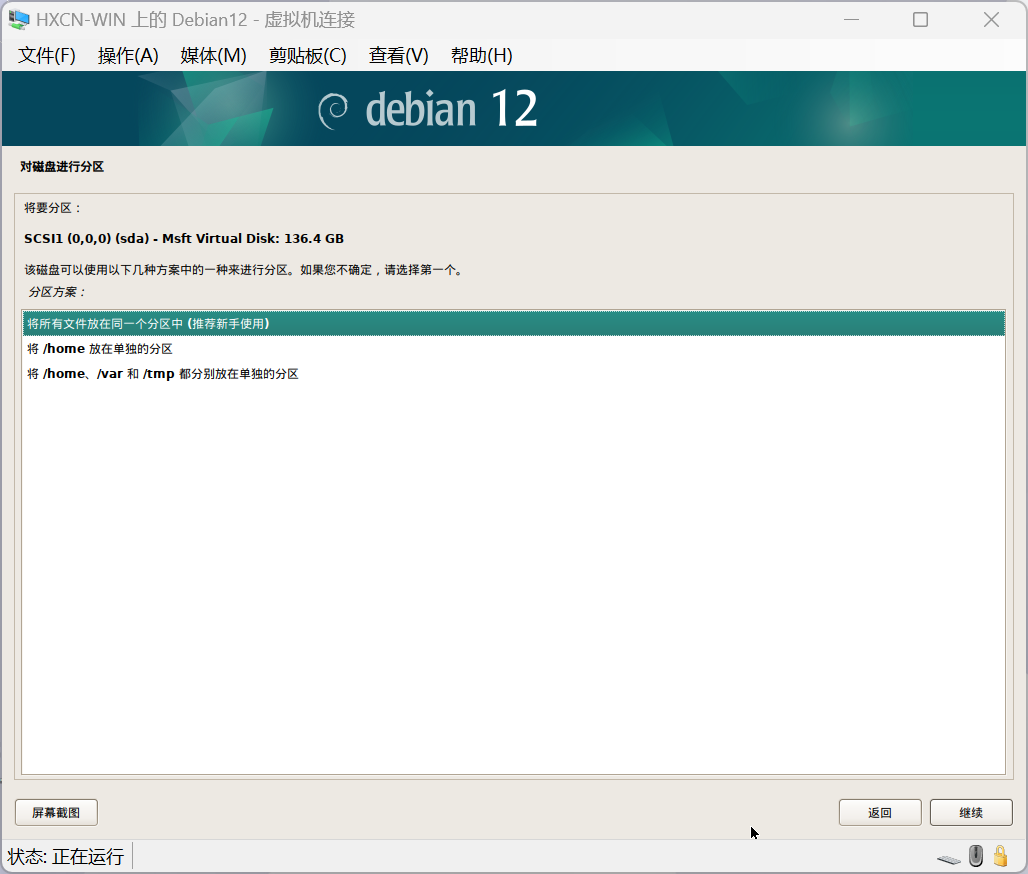 HXCN-WIN 上的 Debian12 - 虚拟机连接
文件(F) 操作(A) 媒体(M) 剪贴板(C) 查看(V) 帮助(H)
debian 12
对磁盘进行分区
将要分区：
SCSI1 (0,0,0) (sda) - Msft Virtual Disk: 136.4 GB
该磁盘可以使用以下几种方案中的一种来进行分区。如果您不确定，请选择第一个。
分区方案：
将所有文件放在同一个分区中 (推荐新手使用)
将 /home 放在单独的分区
将 /home、/var 和 /tmp 都分别放在单独的分区
屏幕截图 返回 继续
状态: 正在运行